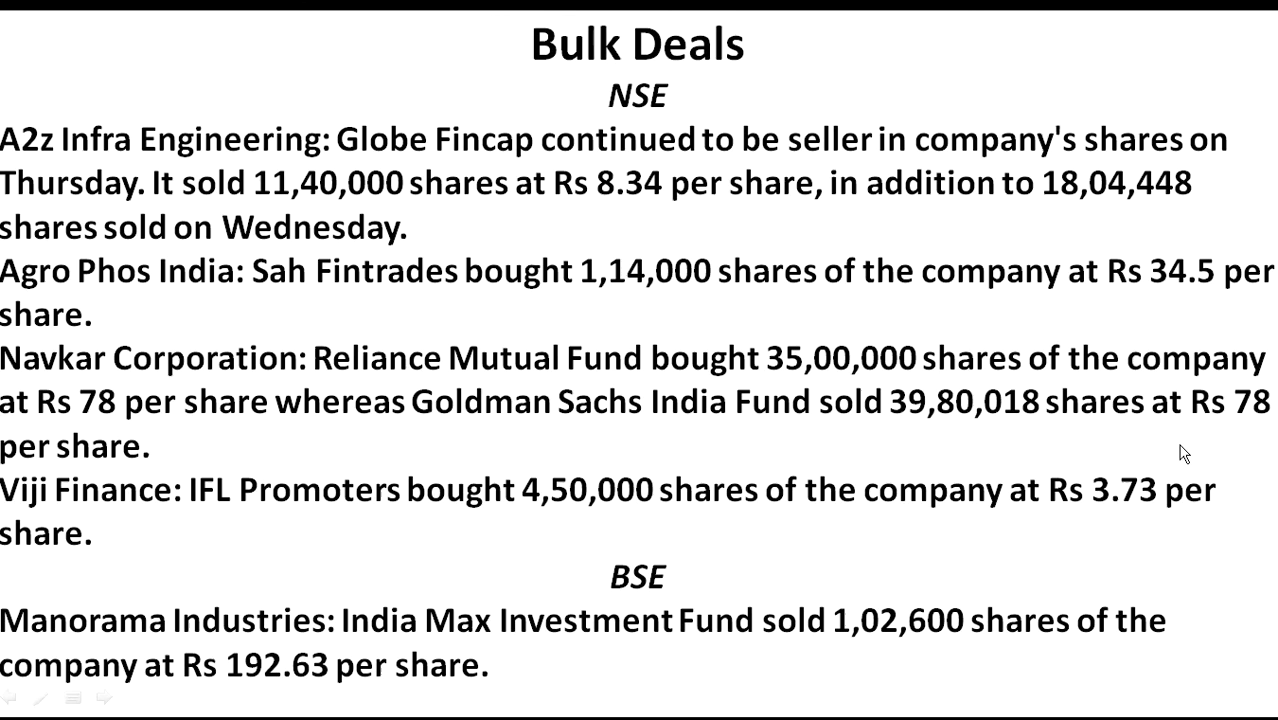 Bulk Deals
NSE
A2z Infra Engineering: Globe Fincap continued to be seller in company's shares on
Thursday. It sold 11,40,000 shares at Rs 8.34 per share, in addition to 18,04,448
shares sold on Wednesday.
Agro Phos India: Sah Fintrades bought 1,14,000 shares of the company at Rs 34.5 per
share.
Navkar Corporation: Reliance Mutual Fund bought 35,00,000 shares of the company
at Rs 78 per share whereas Goldman Sachs India Fund sold 39,80,018 shares at Rs 78
per share.
Viji Finance: IFL Promoters bought 4,50,000 shares of the company at Rs 3.73 per
share.
BSE
Manorama Industries: India Max Investment Fund sold 1,02,600 shares of the
company at Rs 192.63 per share.